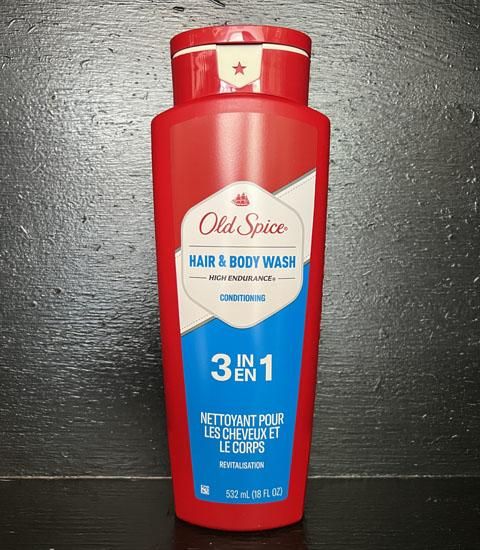 Old Spice®
HAIR & BODY WASH
HIGH ENDURANCE®
CONDITIONING
3 IN EN 1
NETTOYANT POUR
LES CHEVEUX ET
LE CORPS
REVITALISATION
532 mL (18 FL OZ)